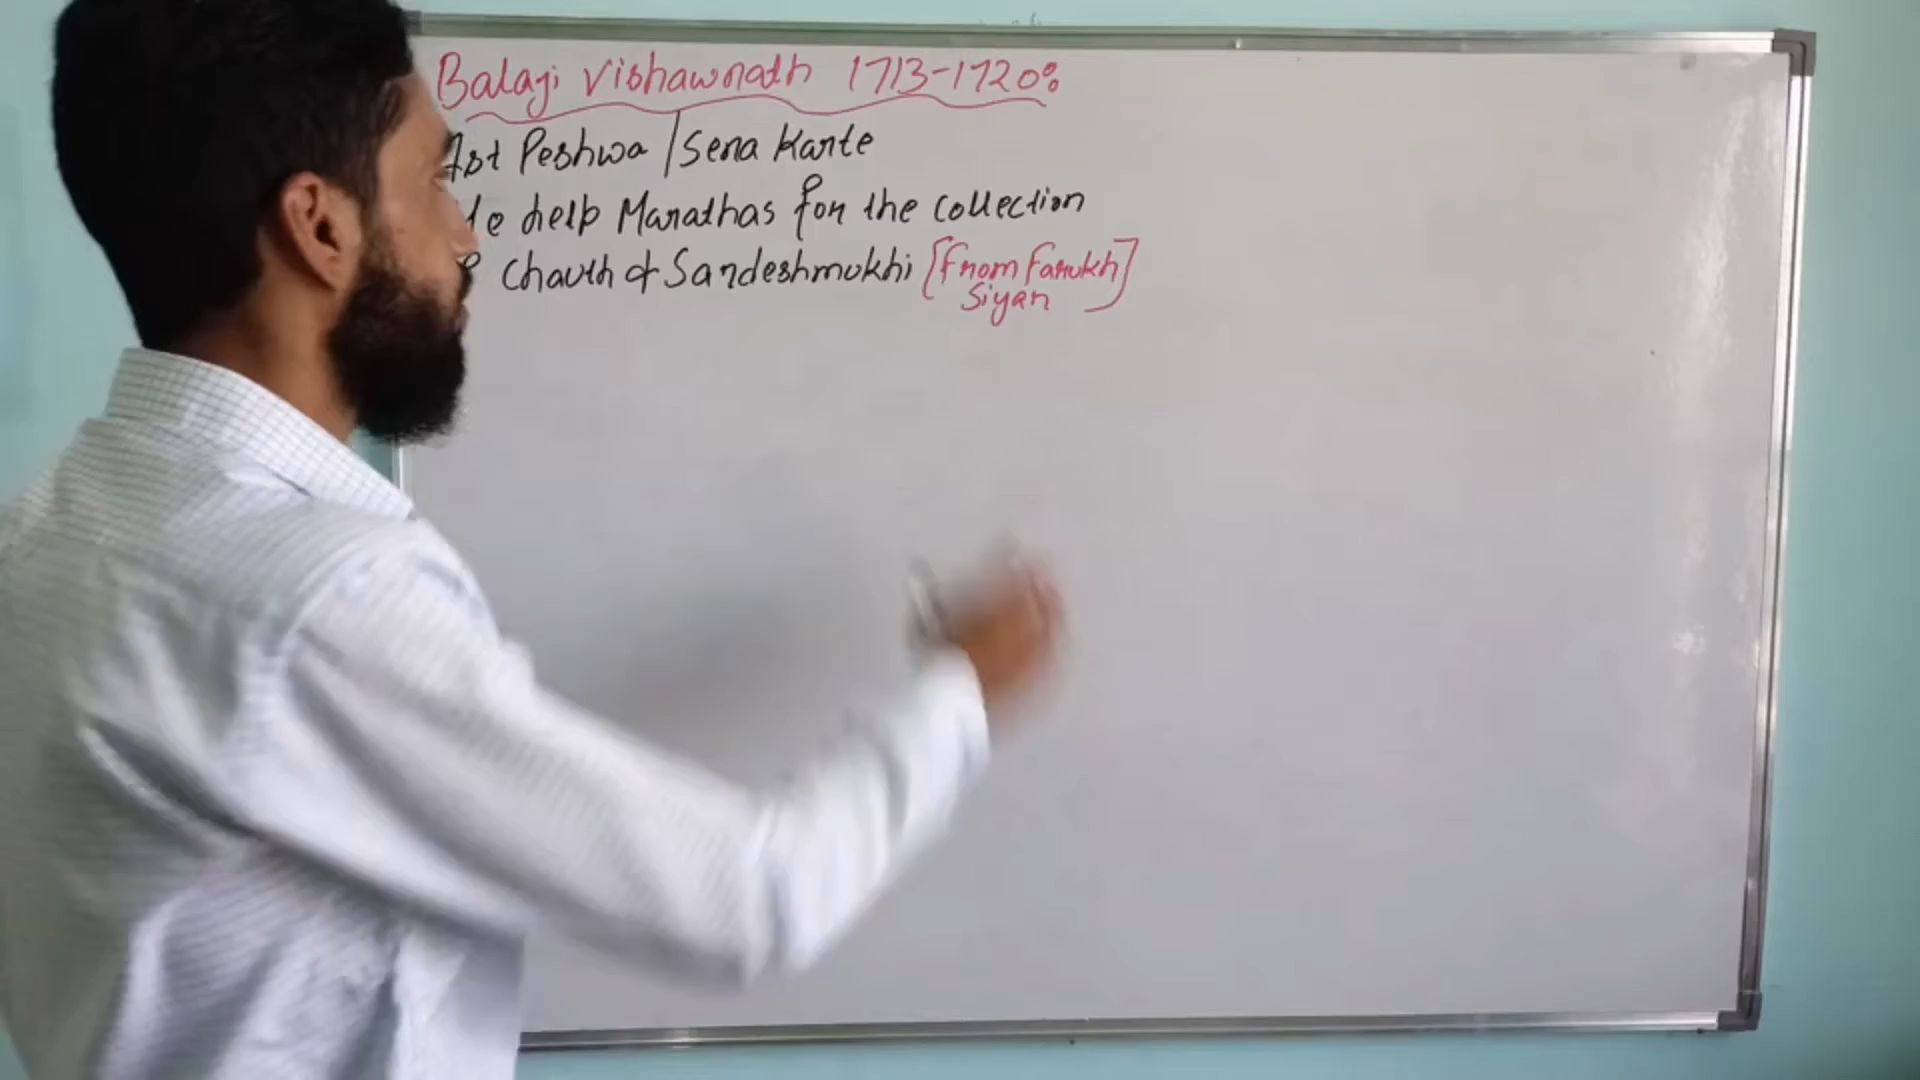 Balaji Vishawnath 1713-1720:
1st Peshwa / Sena Karte
He help Marathas for the collection
Chauth & Sardeshmukhi [From Farukh
Siyar]